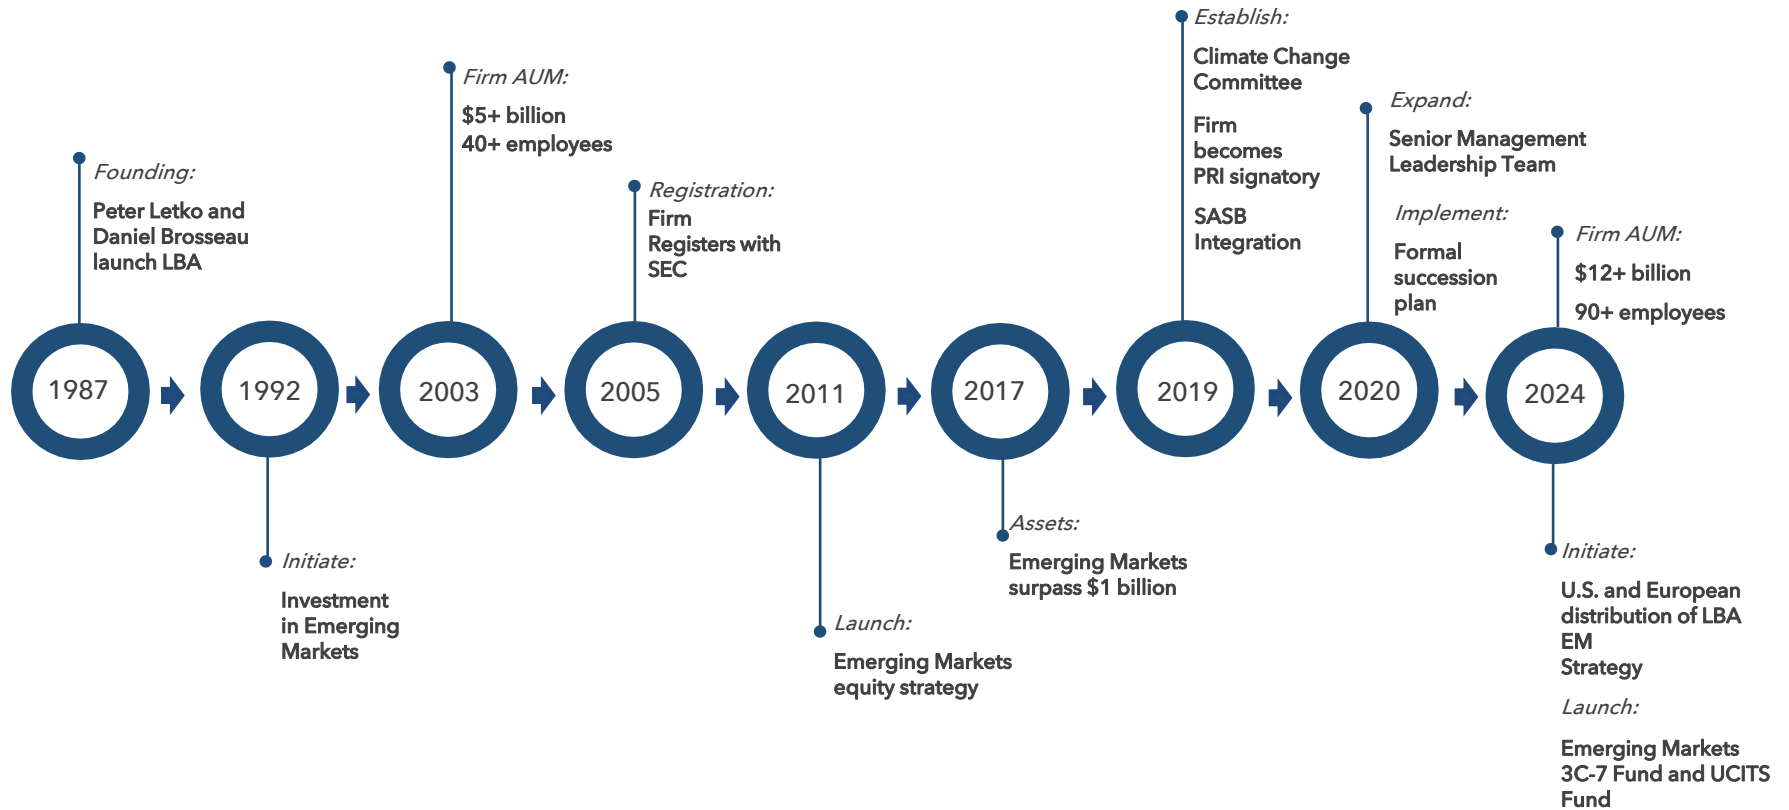 Founding:
Peter Letko and
Daniel Brosseau
launch LBA
1987
1992
Initiate:
Investment
in Emerging
Markets
Firm AUM:
$5+ billion
40+ employees
2003
Registration:
Firm
Registers with
SEC
2005
2011
Launch:
Emerging Markets
equity strategy
2017
Assets:
Emerging Markets
surpass $1 billion
Establish:
Climate Change
Committee
Firm
becomes
PRI signatory
SASB
Integration
2019
Expand:
Senior Management
Leadership Team
Implement:
Formal
succession
plan
2020
Firm AUM:
$12+ billion
90+ employees
2024
Initiate:
U.S. and European
distribution of LBA
EM
Strategy
Launch:
Emerging Markets
3C-7 Fund and UCITS
Fund